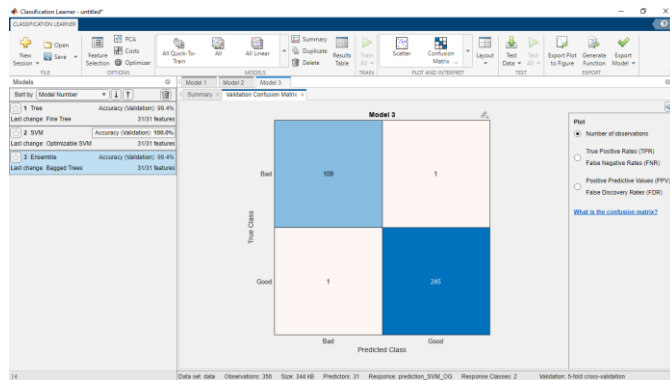 Classification Learner - untitled*
CLASSIFICATION LEARNER
New Session
Open
Save
Feature Selection
PCA
Costs
Optimizer
All Quick-To-Train
All
All Linear
Summary
Duplicate
Delete
Results Table
Train All
Scatter
Confusion Matrix ...
Layout
Test Data
Test All
Export Plot to Figure
Generate Function
Export Model
FILE OPTIONS MODELS TRAIN PLOT AND INTERPRET TEST EXPORT
Models
Sort by Model Number
1 Tree Accuracy (Validation): 99.4%
Last change: Fine Tree 31/31 features
2 SVM Accuracy (Validation): 100.0%
Last change: Optimizable SVM 31/31 features
3 Ensemble Accuracy (Validation): 99.4%
Last change: Bagged Trees 31/31 features
Model 1 Model 2 Model 3
Summary Validation Confusion Matrix
Model 3
Bad 109 1
Good 1 245
True Class
Bad Good
Predicted Class
Plot
Number of observations
True Positive Rates (TPR)
False Negative Rates (FNR)
Positive Predictive Values (PPV)
False Discovery Rates (FDR)
What is the confusion matrix?
Data set: data Observations: 356 Size: 344 kB Predictors: 31 Response: prediction_SVM_OG Response Classes: 2 Validation: 5-fold cross-validation